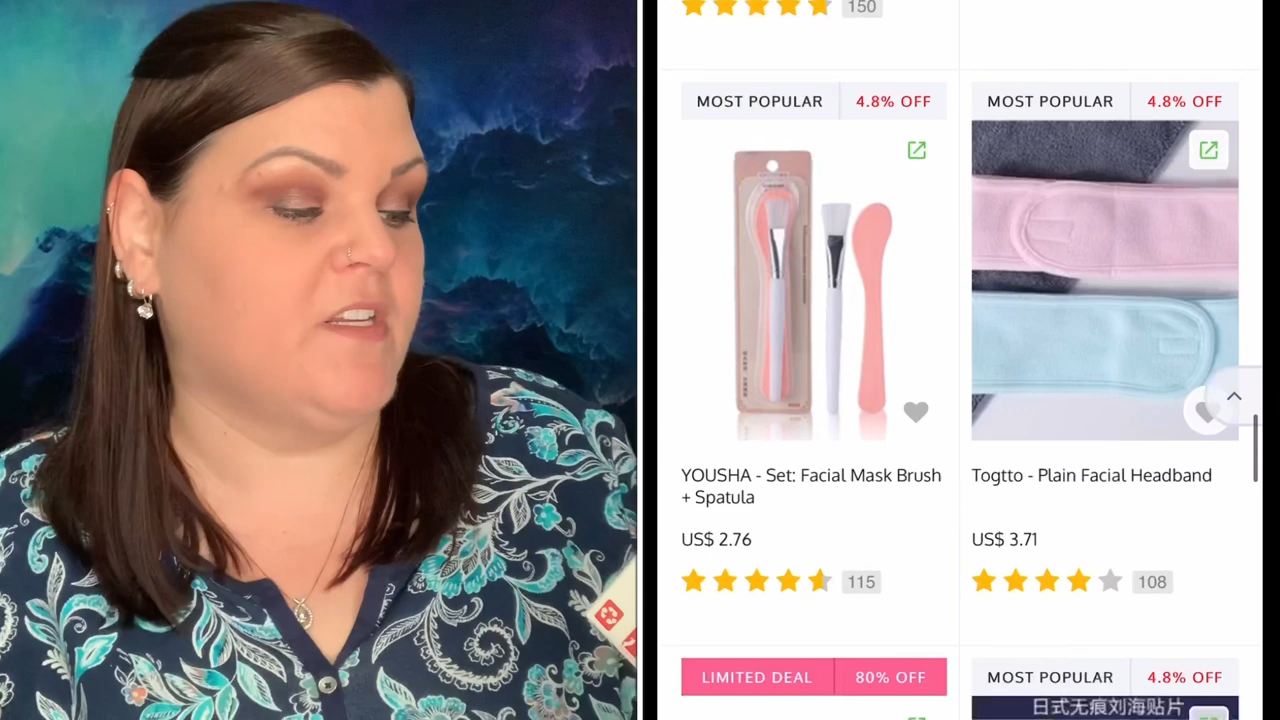 150
MOST POPULAR 4.8% OFF
MOST POPULAR 4.8% OFF
YOUSHA - Set: Facial Mask Brush
+ Spatula
US$ 2.76
115
Togtto - Plain Facial Headband
US$ 3.71
108
LIMITED DEAL 80% OFF
MOST POPULAR 4.8% OFF
日式无痕刘海贴片